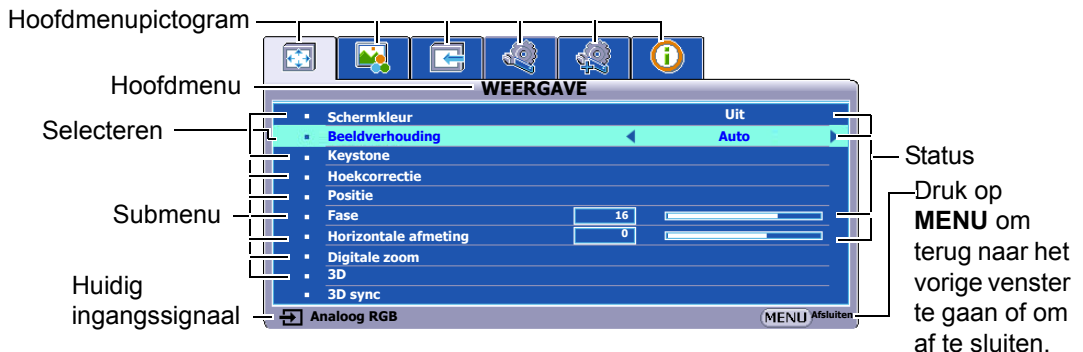 Hoofdmenupictogram
Hoofdmenu
WEERGAVE
Schermkleur Uit
Selecteren
Beeldverhouding Auto
Keystone
Status
Hoekcorrectie
Positie
Submenu
Fase 16
Horizontale afmeting 0
Digitale zoom
3D
3D sync
Huidig
ingangssignaal
Analoog RGB
MENU Afsluiten
Druk op
MENU om
terug naar het
vorige venster
te gaan of om
af te sluiten.